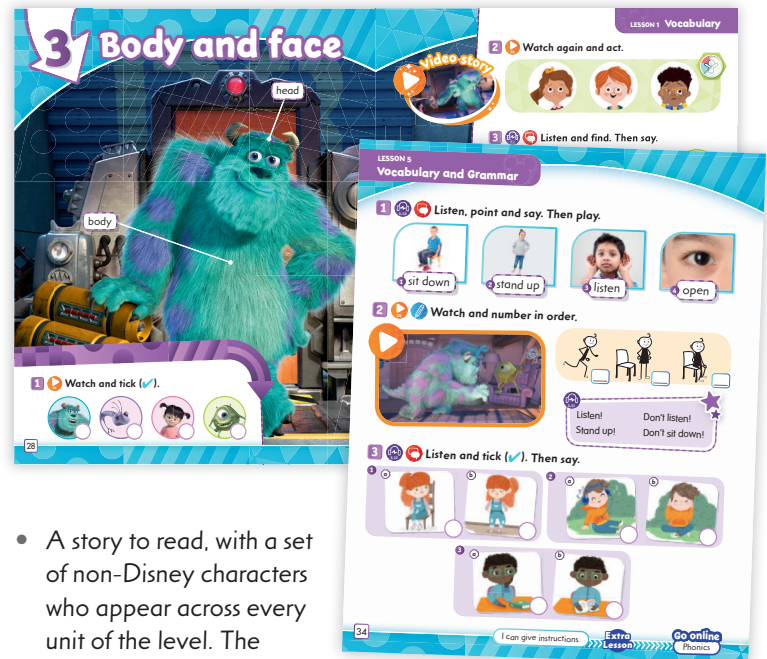 3 Body and face
head
body
1 Watch and tick (✔).
28
LESSON 1 Vocabulary
video story
2 Watch again and act.
3 Listen and find. Then say.
LESSON 5
Vocabulary and Grammar
1 Listen, point and say. Then play.
1 sit down
2 stand up
3 listen
4 open
2 Watch and number in order.
Listen! Don't listen!
Stand up! Don't sit down!
3 Listen and tick (✔). Then say.
1 a b
2 a b
3 a b
34
I can give instructions.
Extra
Lesson
Go online
Phonics
• A story to read, with a set
of non-Disney characters
who appear across every
unit of the level. The